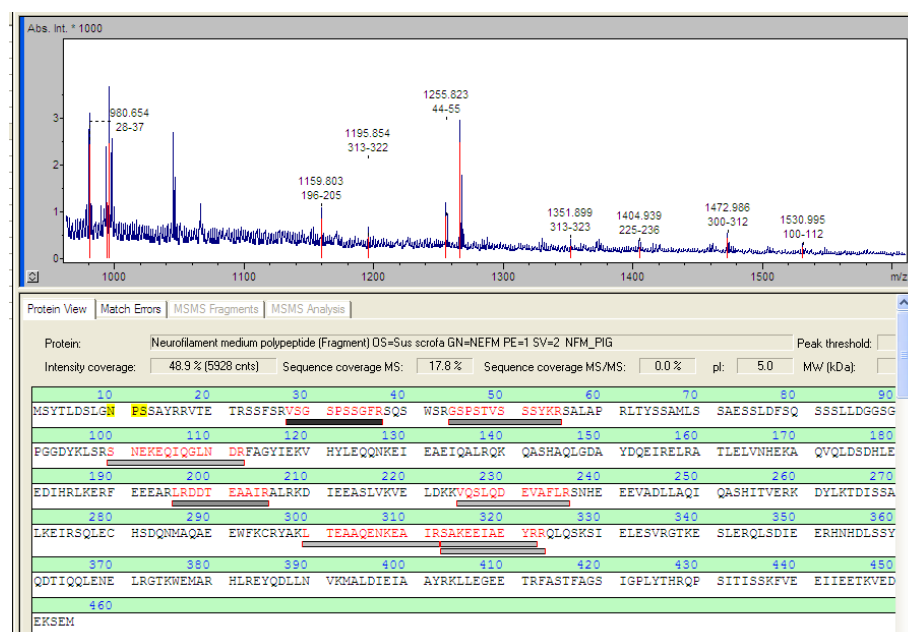 Abs. Int. * 1000
1255.823
44-55
980.654
28-37
1195.854
313-322
1159.803
196-205
1351.899
313-323
1404.939
225-236
1472.986
300-312
1530.995
100-112
3
2
1
0
1000 1100 1200 1300 1400 1500 m/z
Protein View Match Errors MSMS Fragments MSMS Analysis
Protein: Neurofilament medium polypeptide (Fragment) OS=Sus scrofa GN=NEFM PE=1 SV=2 NFM_PIG Peak threshold:
Intensity coverage: 48.9 % (5928 cnts) Sequence coverage MS: 17.8 % Sequence coverage MS/MS: 0.0 % pI: 5.0 MW (kDa):
10 20 30 40 50 60 70 80 90
MSYTLDSLGN PSSAYRRVTE TRSSFSRVSG SPSSGFRSQS WSRGSPSTVS SSYKRSALAP RLTYSSAMLS SAESSLDFSQ SSSLLDGGSG
100 110 120 130 140 150 160 170 180
PGGDYKLSRS NEKEQIQGLN DRFAGYIEKV HYLEQQNKEI EAEIQALRQK QASHAQLGDA YDQEIRELRA TLELVNHEKA QVQLDSDHLE
190 200 210 220 230 240 250 260 270
EDIHRLKERF EEEARLRDDT EAAIRALRKD IEEASLVKVE LDKKVQSLQD EVAFLRSNHE EEVADLLAQI QASHITVERK DYLKTDISSA
280 290 300 310 320 330 340 350 360
LKEIRSQLEC HSDQNMAQAE EWFKCRYAKL TEAAQENKEA IRSAKEEIAE YRRQLQSKSI ELESVRGTKE SLERQLSDIE ERHNHDLSSY
370 380 390 400 410 420 430 440 450
QDTIQQLENE LRGTKWEMAR HLREYQDLLN VKMALDIEIA AYRKLLEGEE TRFASTFAGS IGPLYTHRQP SITISSKFVE EIIEETKVED
460
EKSEM